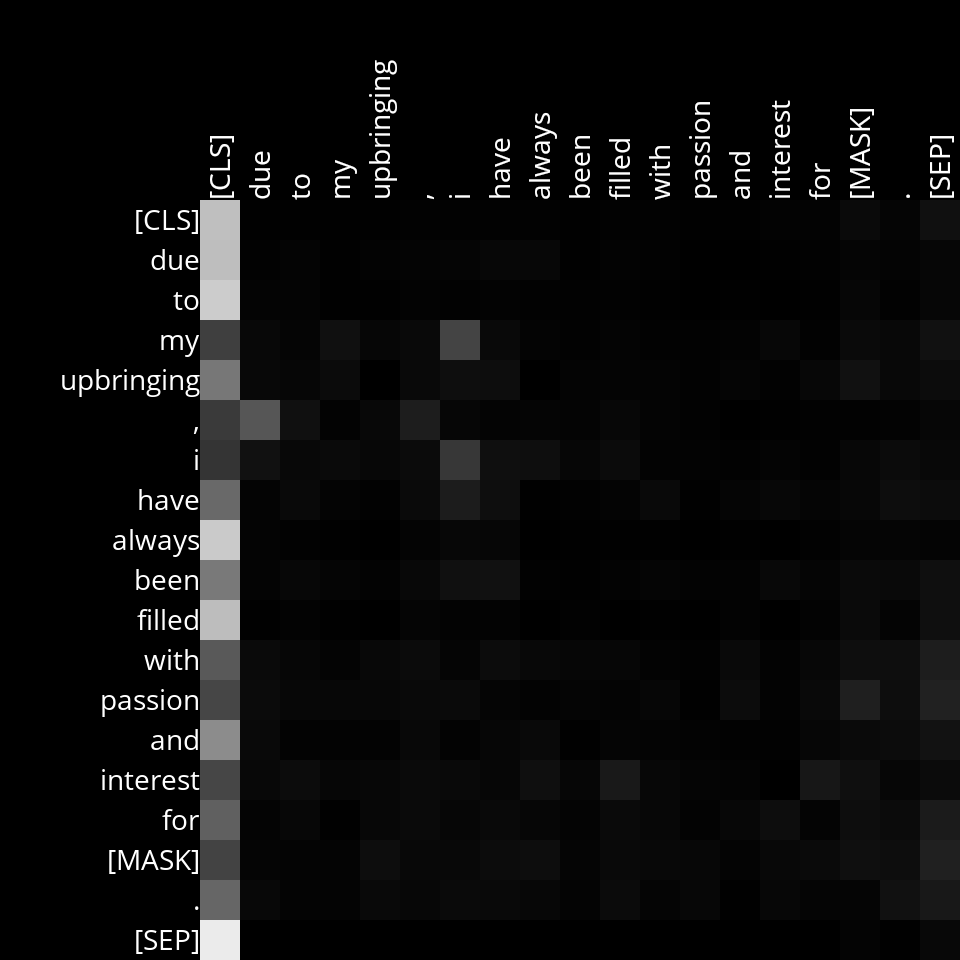 [CLS] due to my upbringing , i have always been filled with passion and interest for [MASK] . [SEP]
[CLS]
due
to
my
upbringing
,
i
have
always
been
filled
with
passion
and
interest
for
[MASK]
.
[SEP]